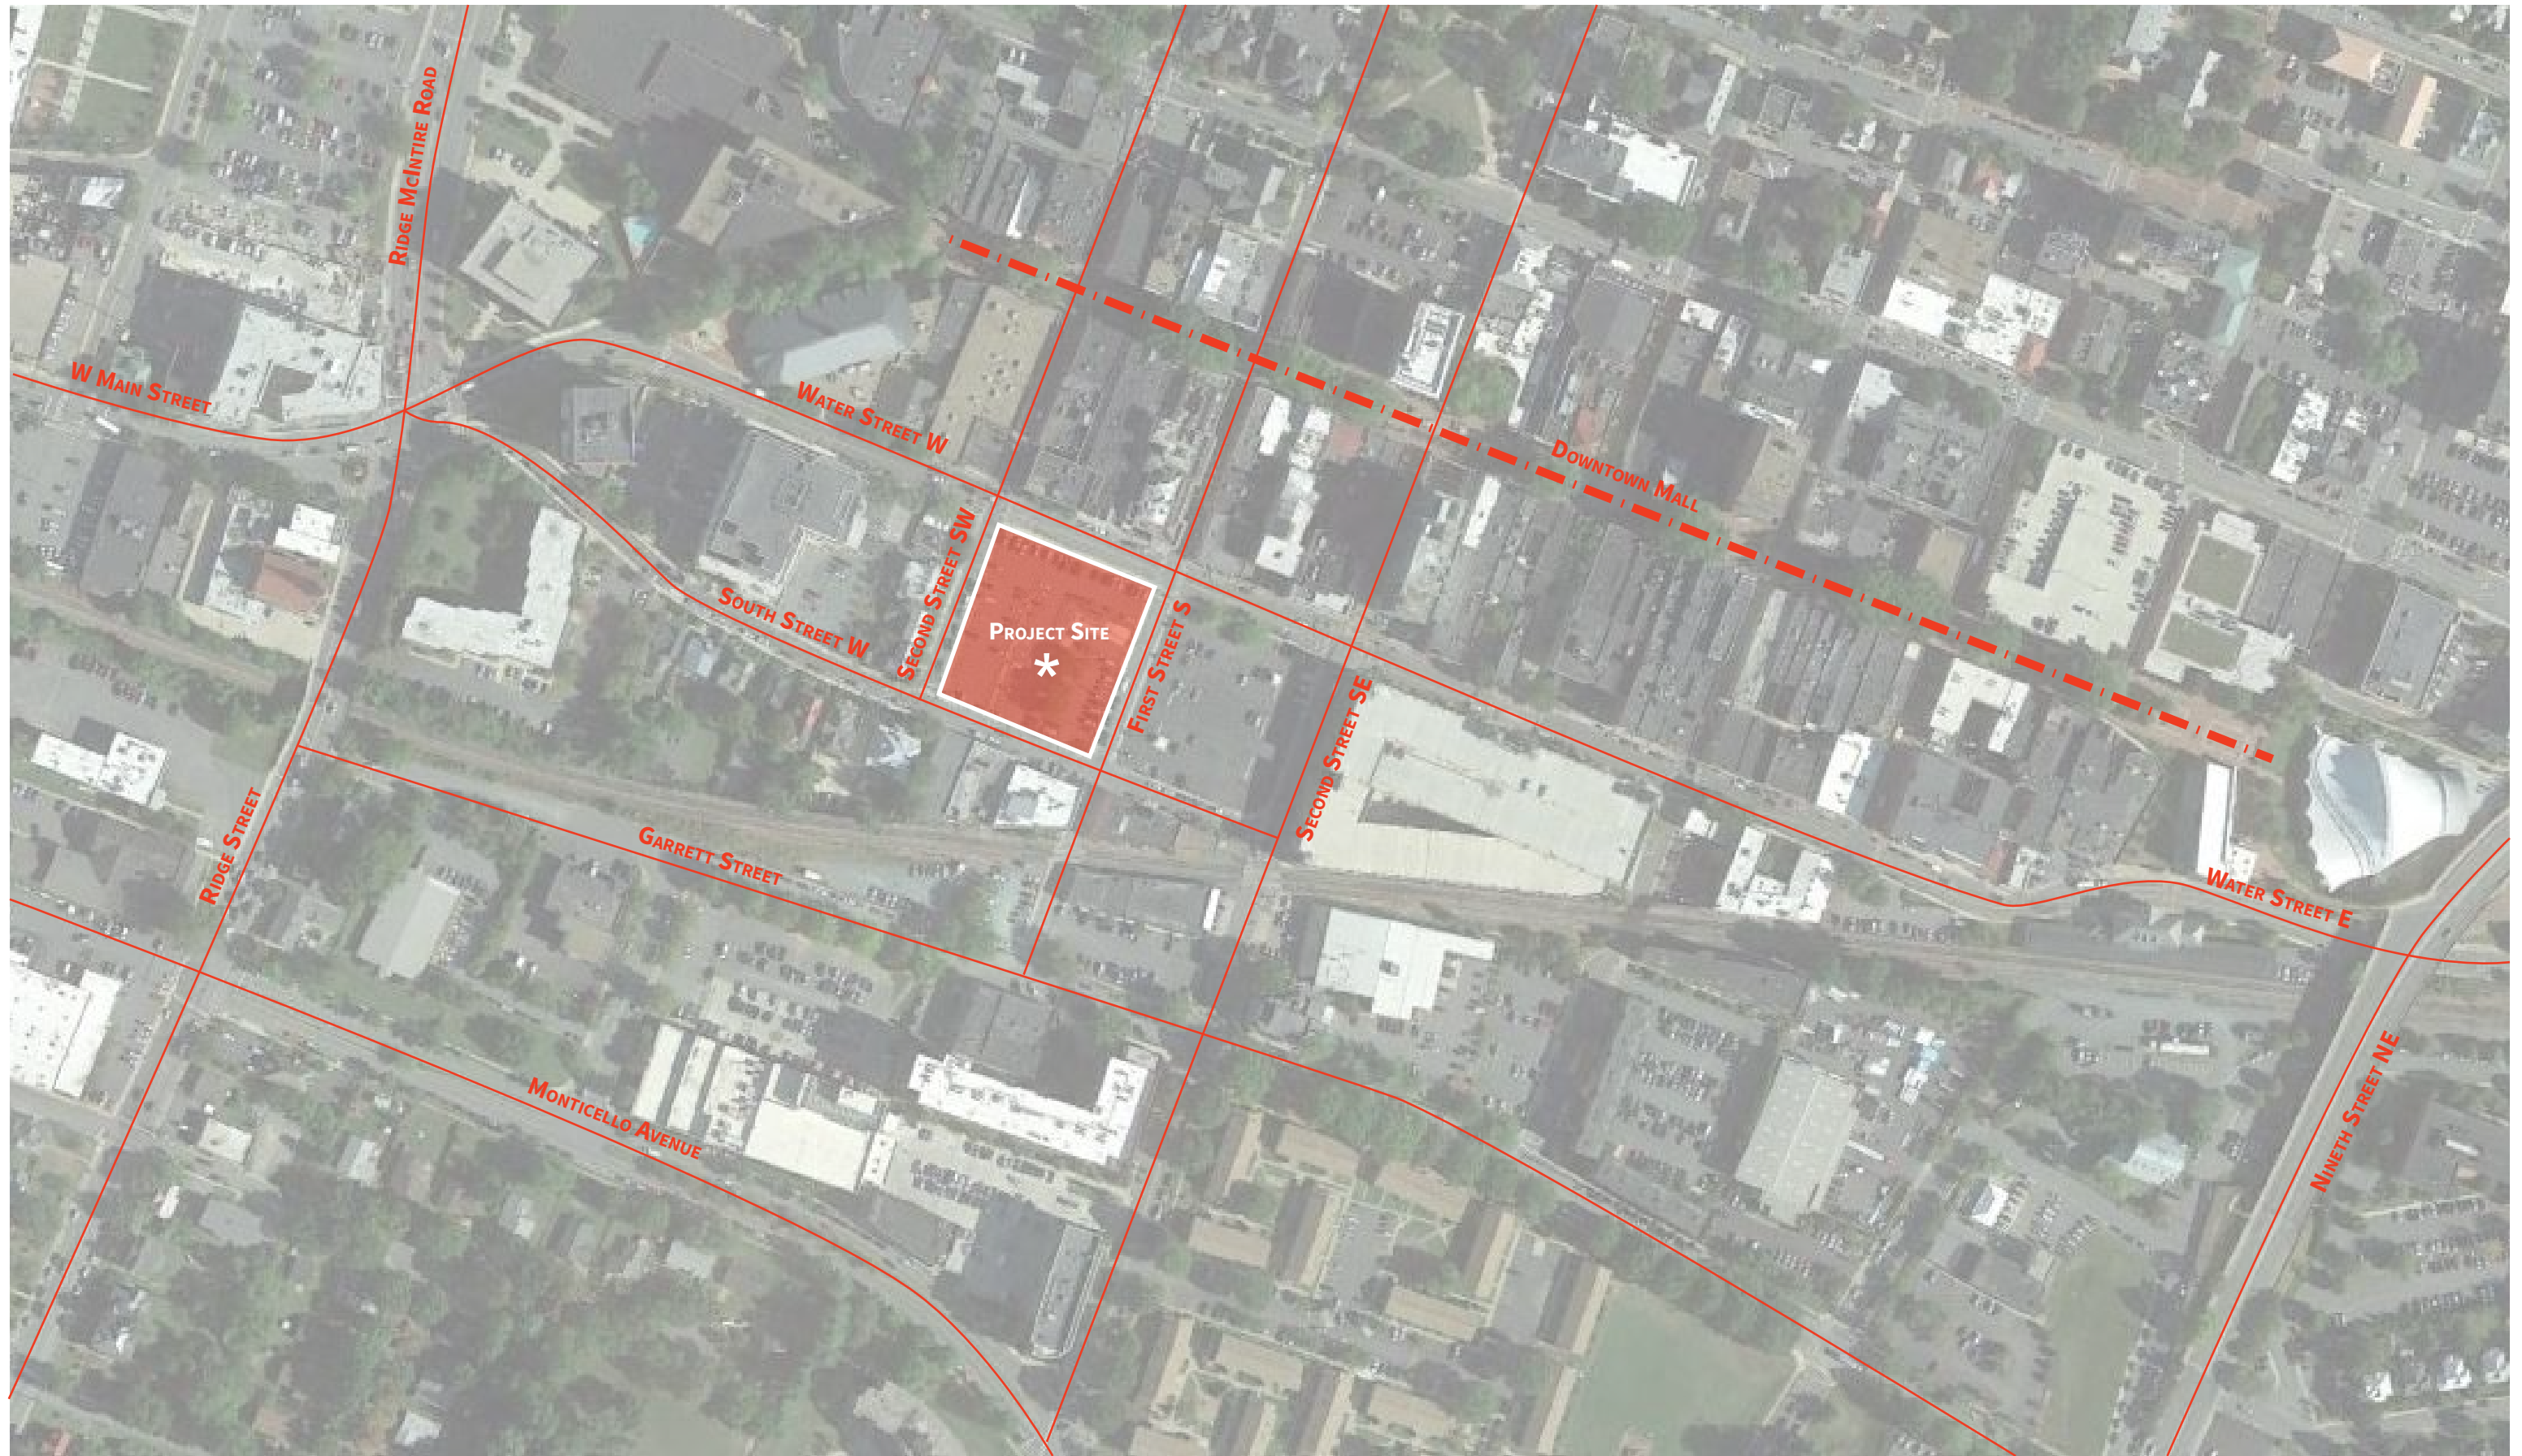 Ridge McIntire Road
W Main Street
Water Street W
Downtown Mall
Second Street SW
South Street W
Project Site
*
First Street S
Second Street SE
Ridge Street
Garrett Street
Water Street E
Monticello Avenue
Nineth Street NE